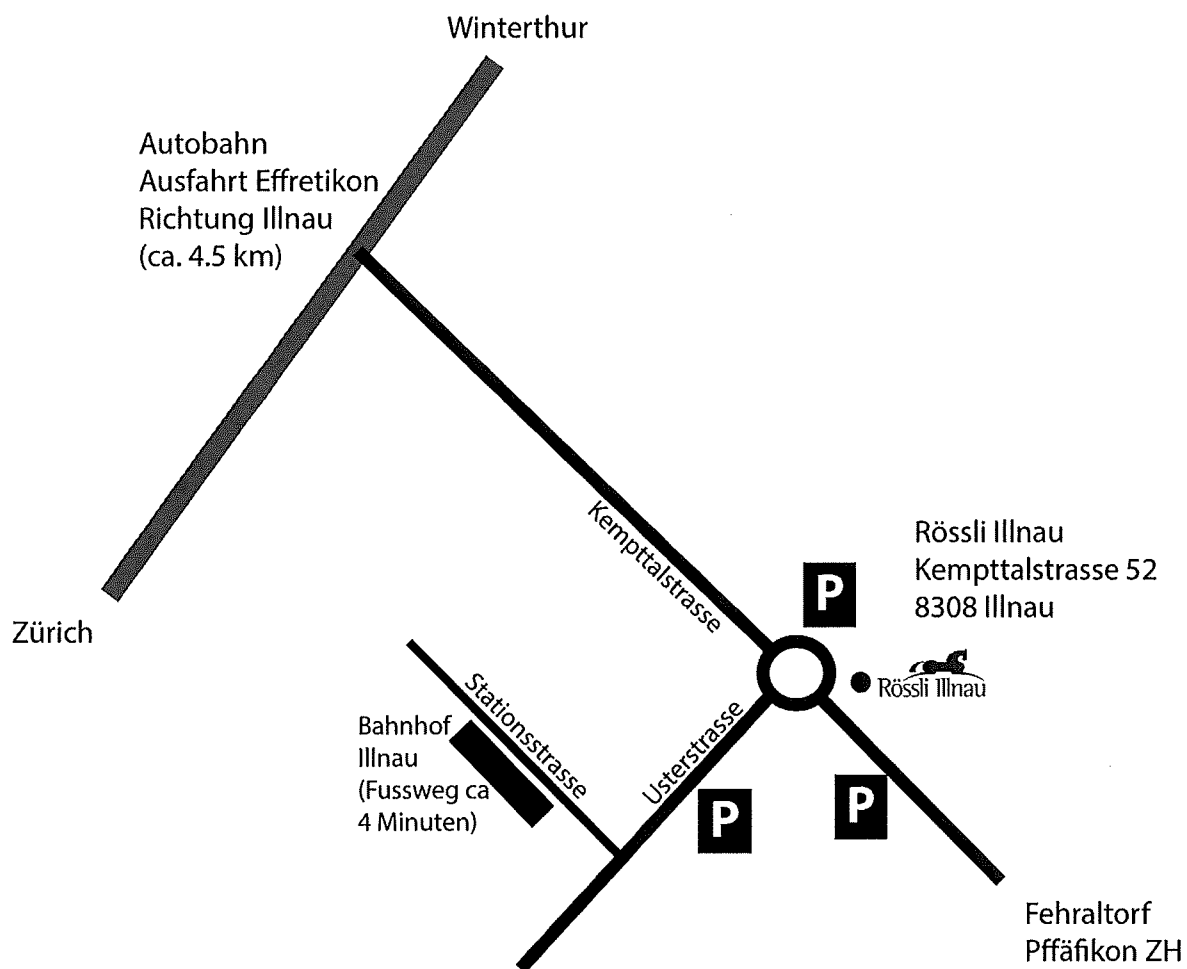 Winterthur
Autobahn
Ausfahrt Effretikon
Richtung Illnau
(ca. 4.5 km)
Kempttalstrasse
Rössli Illnau
Kempttalstrasse 52
8308 Illnau
P
Zürich
Rössli Illnau
Stationsstrasse
Bahnhof
Illnau
(Fussweg ca
4 Minuten)
Usterstrasse
P
P
Fehraltorf
Pffäfikon ZH